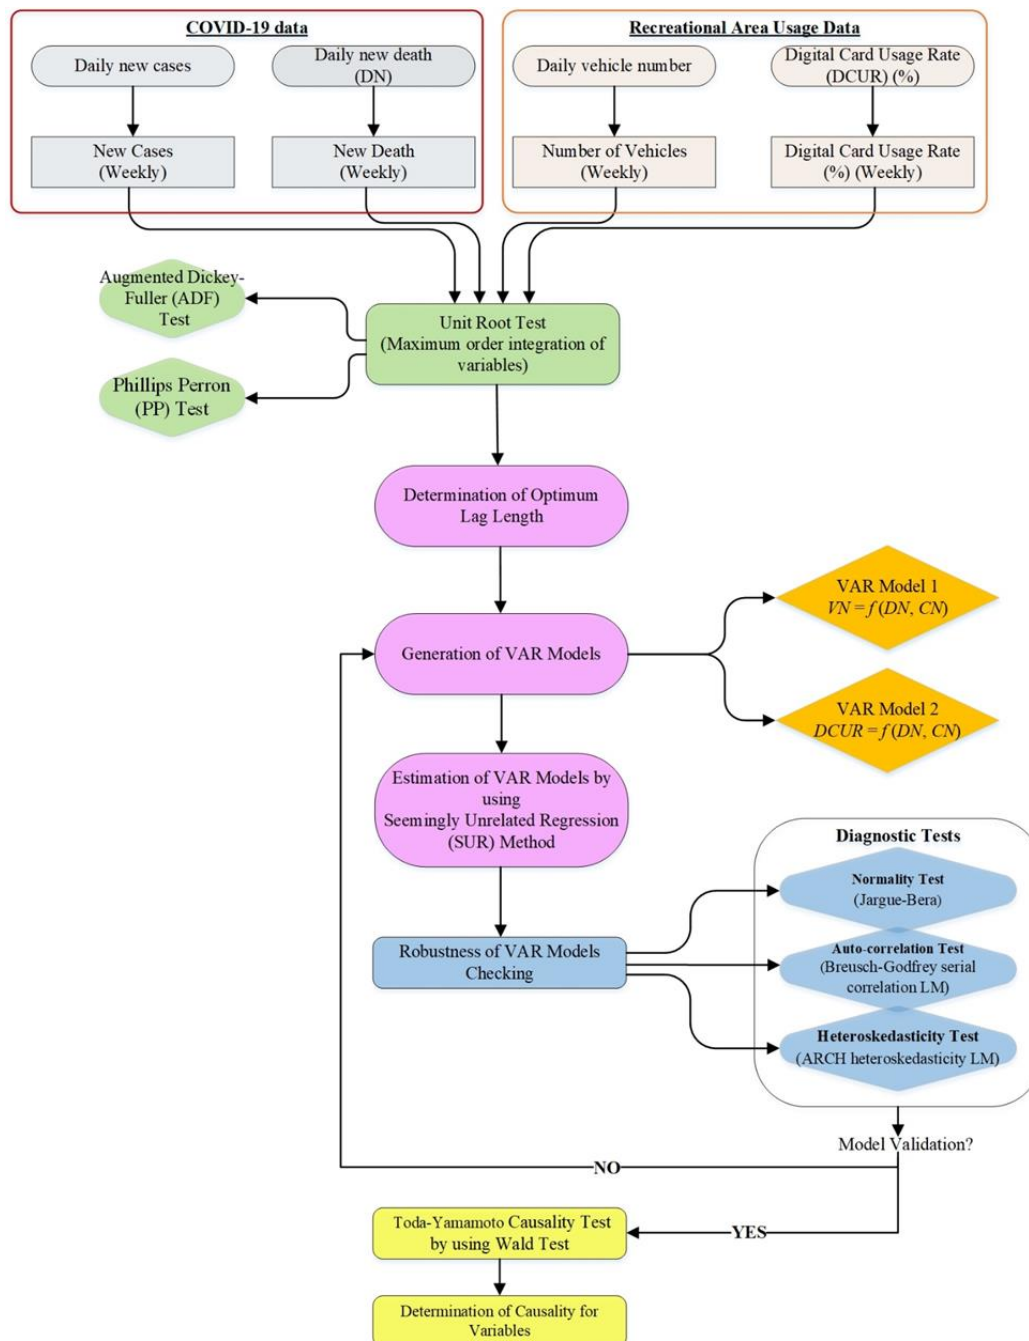 COVID-19 data
Recreational Area Usage Data
Daily new cases
Daily new death
(DN)
Daily vehicle number
Digital Card Usage Rate
(DCUR) (%)
New Cases
(Weekly)
New Death
(Weekly)
Number of Vehicles
(Weekly)
Digital Card Usage Rate
(%) (Weekly)
Augmented Dickey-
Fuller (ADF)
Test
Unit Root Test
(Maximum order integration of
variables)
Phillips Perron
(PP) Test
Determination of Optimum
Lag Length
VAR Model 1
VN = f (DN, CN)
Generation of VAR Models
VAR Model 2
DCUR = f (DN, CN)
Estimation of VAR Models by
using
Seemingly Unrelated Regression
(SUR) Method
Diagnostic Tests
Normality Test
(Jargue-Bera)
Robustness of VAR Models
Checking
Auto-correlation Test
(Breusch-Godfrey serial
correlation LM)
Heteroskedasticity Test
(ARCH heteroskedasticity LM)
Model Validation?
NO
Toda-Yamamoto Causality Test
by using Wald Test
YES
Determination of Causality for
Variables